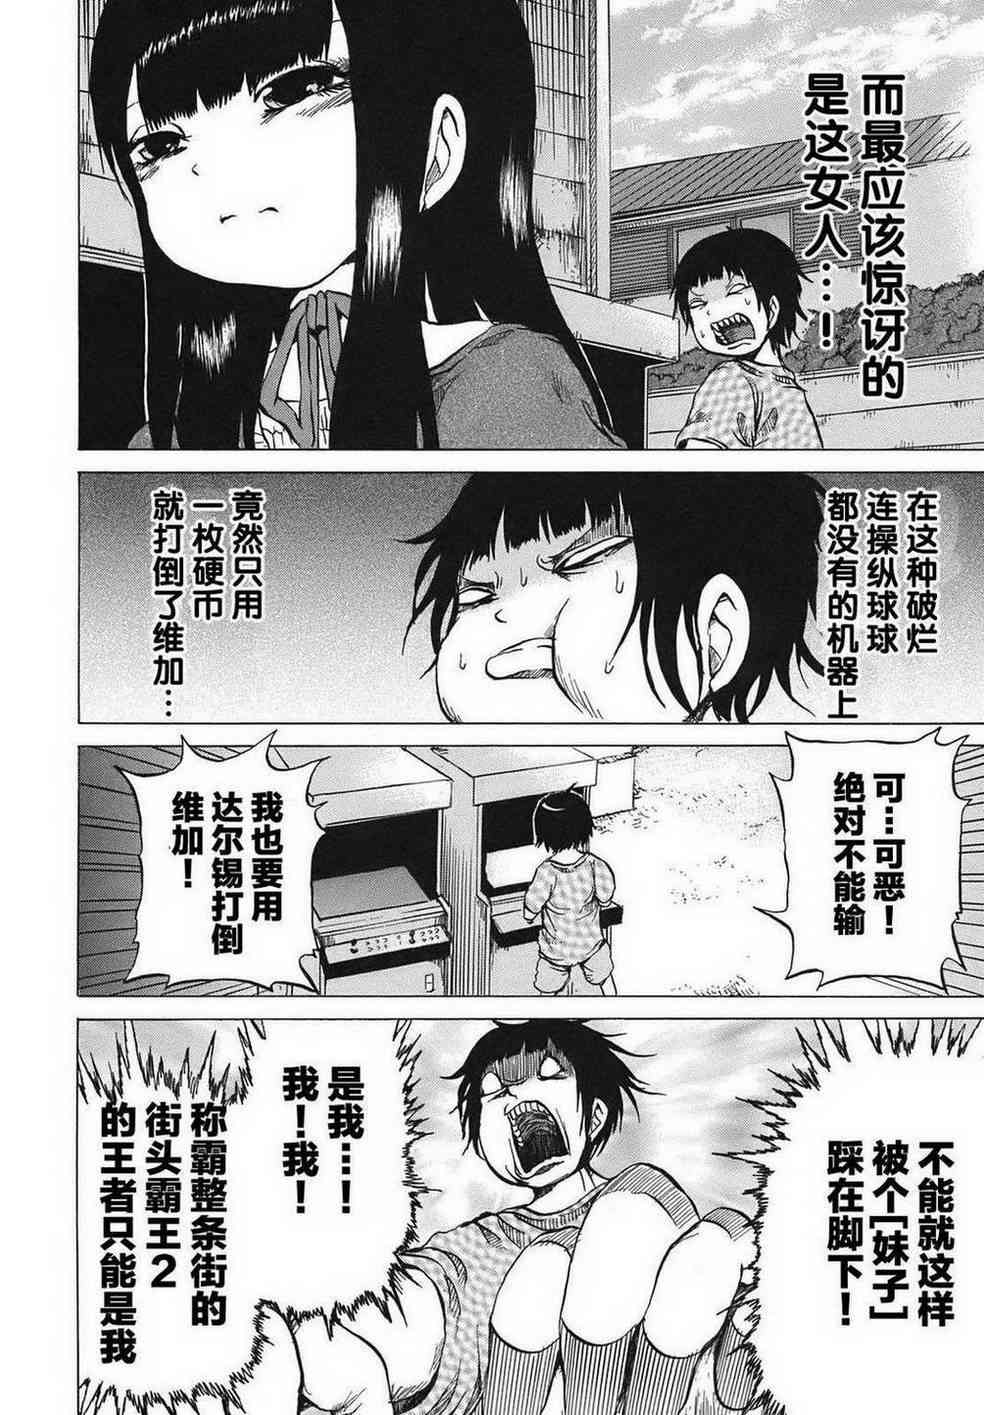 而最应该惊讶的
是这女人…！
在这种破烂
连操纵球球
都没有的机器上
竟然只用
一枚硬币
就打倒了维加…
可…可恶！
绝对不能输
我也要用
达尔锡打倒
维加！
不能就这样
被个[妹子]
踩在脚下！
是我…！
我！我！
称霸整条街的
街头霸王2
的王者只能是我